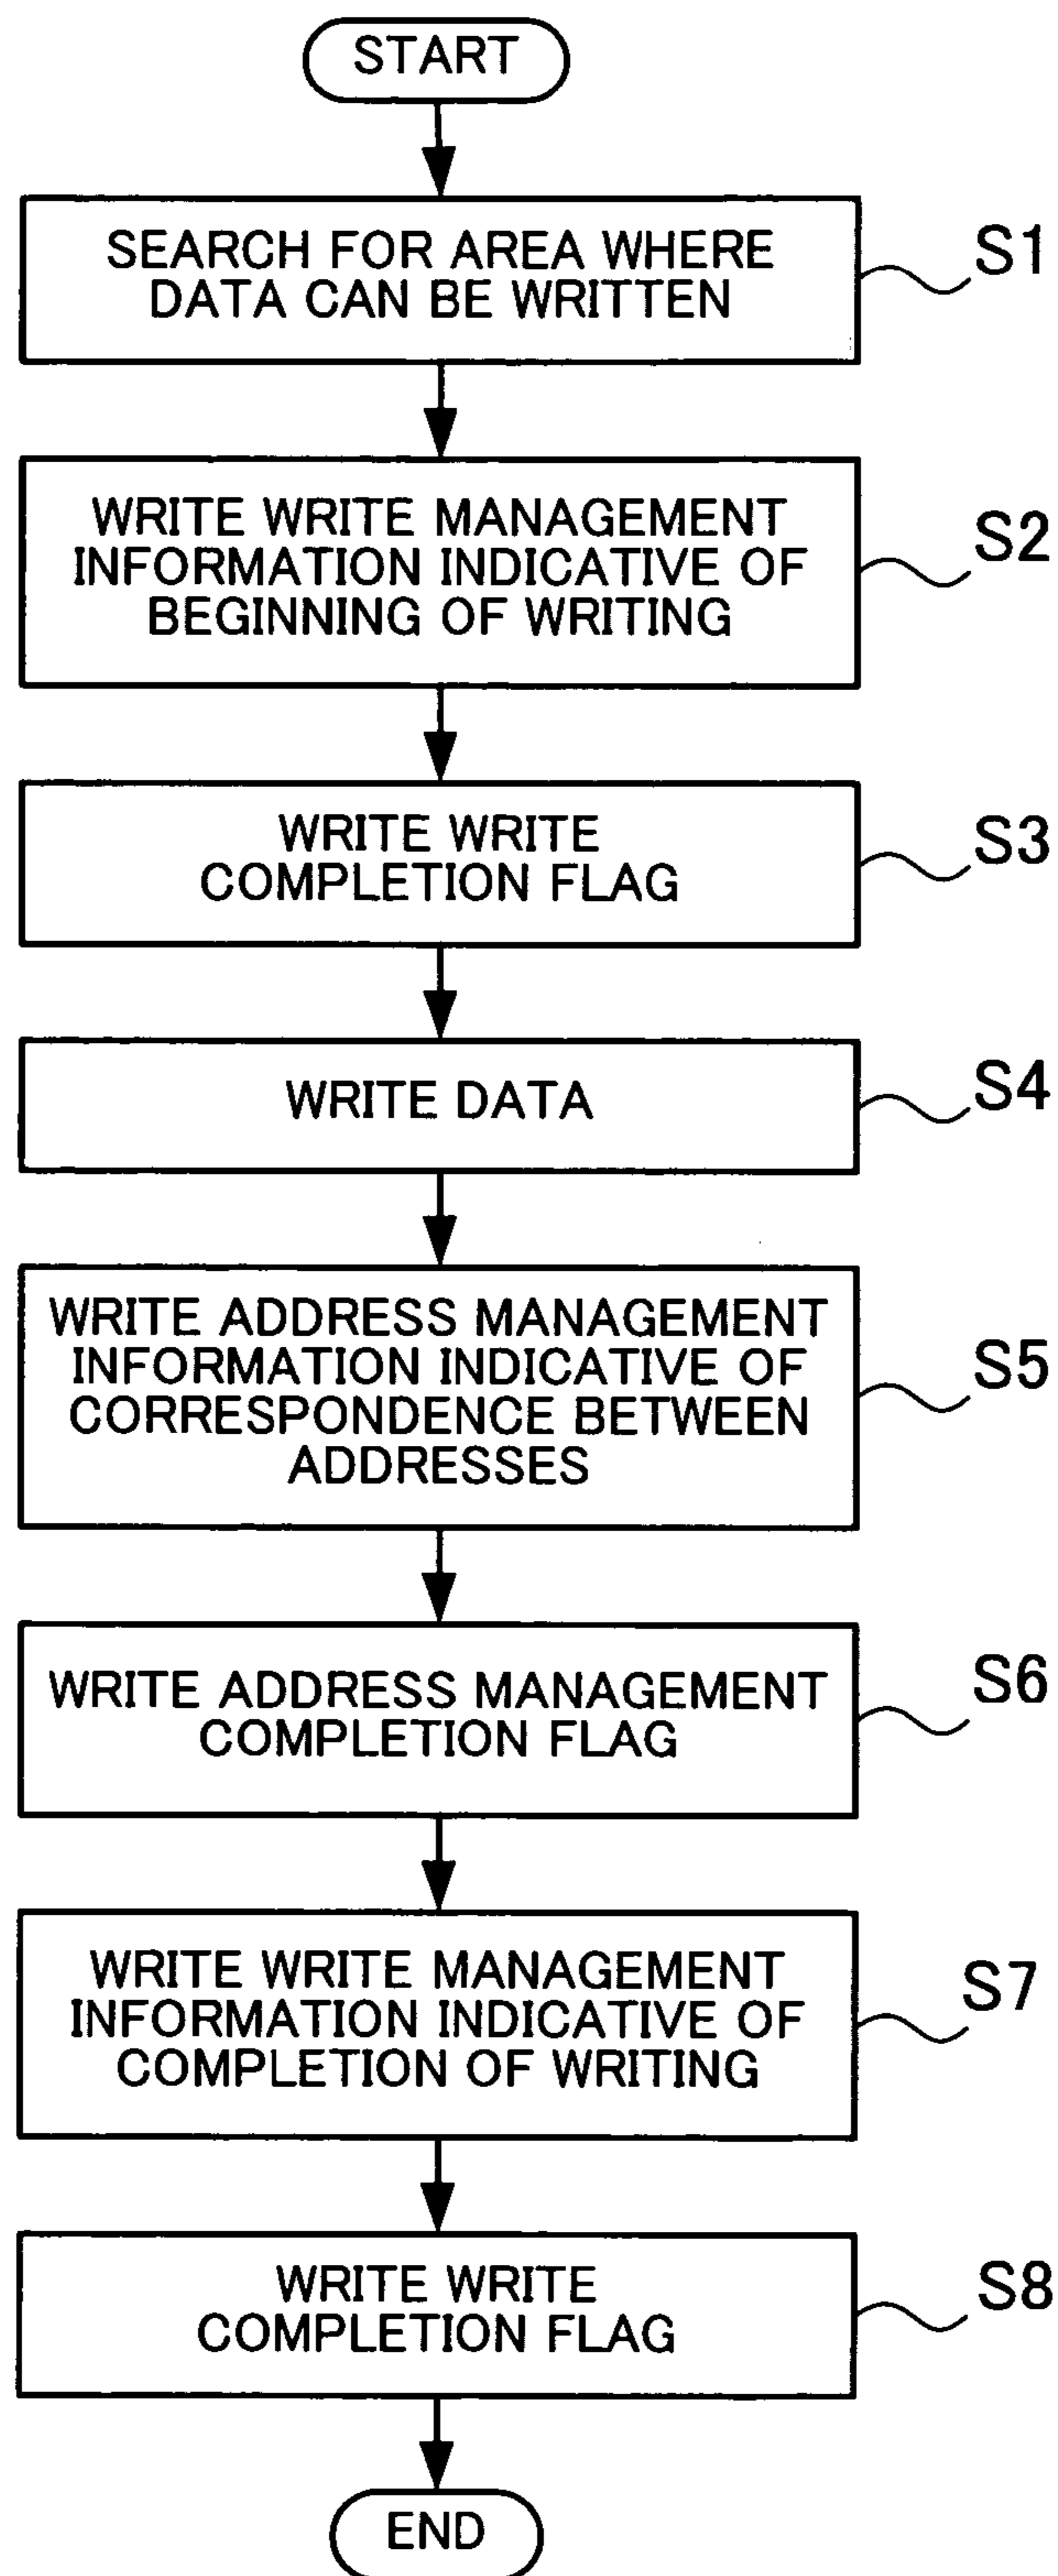 START
SEARCH FOR AREA WHERE
DATA CAN BE WRITTEN
S1
WRITE WRITE MANAGEMENT
INFORMATION INDICATIVE OF
BEGINNING OF WRITING
S2
WRITE WRITE
COMPLETION FLAG
S3
WRITE DATA
S4
WRITE ADDRESS MANAGEMENT
INFORMATION INDICATIVE OF
CORRESPONDENCE BETWEEN
ADDRESSES
S5
WRITE ADDRESS MANAGEMENT
COMPLETION FLAG
S6
WRITE WRITE MANAGEMENT
INFORMATION INDICATIVE OF
COMPLETION OF WRITING
S7
WRITE WRITE
COMPLETION FLAG
S8
END